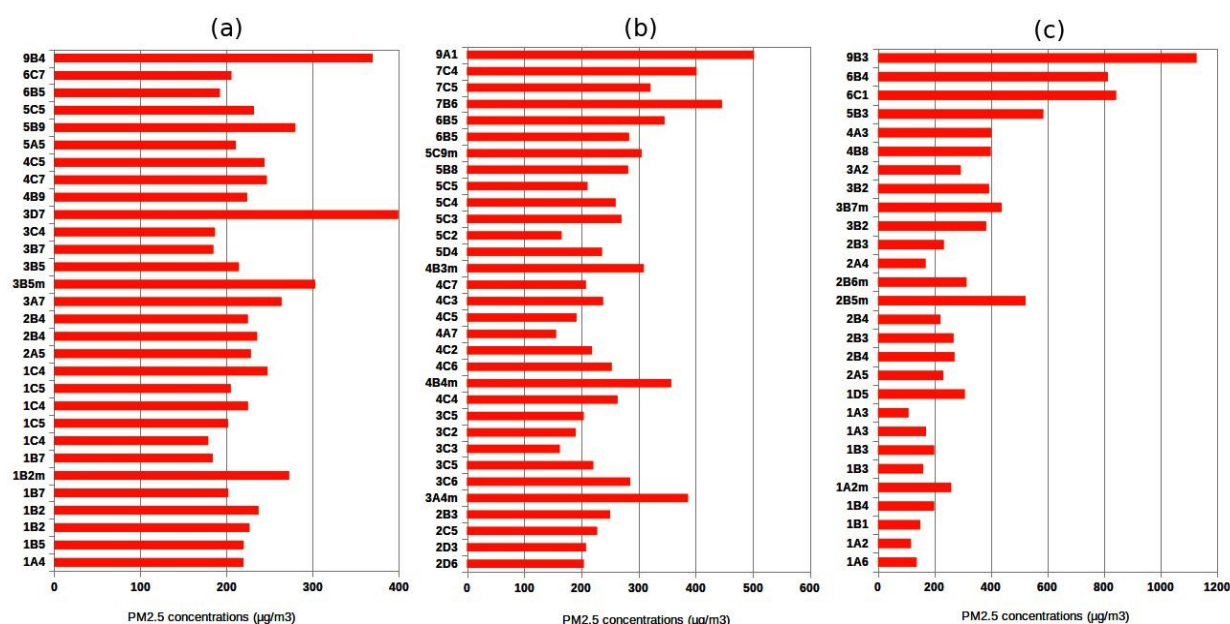 (a)
9B4
6C7
6B5
5C5
5B9
5A5
4C5
4C7
4B9
3D7
3C4
3B7
3B5
3B5m
3A7
2B4
2B4
2A5
1C4
1C5
1C4
1C5
1C4
1B7
1B2m
1B7
1B2
1B2
1B5
1A4
0 100 200 300 400
PM2.5 concentrations (µg/m3)
(b)
9A1
7C4
7C5
7B6
6B5
6B5
5C9m
5B8
5C5
5C4
5C3
5C2
5D4
4B3m
4C7
4C3
4C5
4A7
4C2
4C6
4B4m
4C4
3C5
3C2
3C3
3C5
3C6
3A4m
2B3
2C5
2D3
2D6
0 100 200 300 400 500 600
PM2.5 concentrations (µg/m3)
(c)
9B3
6B4
6C1
5B3
4A3
4B8
3A2
3B2
3B7m
3B2
2B3
2A4
2B6m
2B5m
2B4
2B3
2B4
2A5
1D5
1A3
1A3
1B3
1B3
1A2m
1B4
1B1
1A2
1A6
0 200 400 600 800 1000 1200
PM2.5 concentrations (µg/m3)